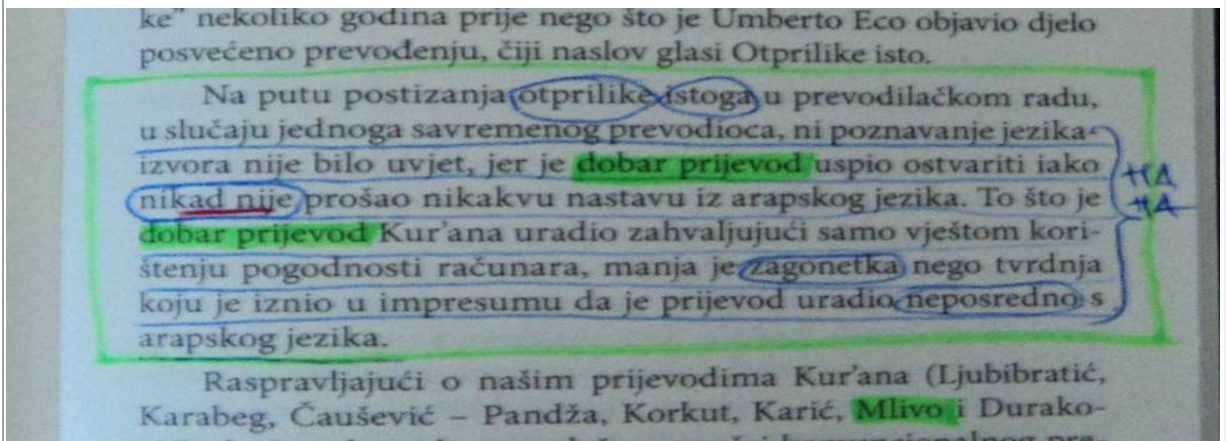 ke" nekoliko godina prije nego što je Umberto Eco objavio djelo
posvećeno prevođenju, čiji naslov glasi Otprilike isto.
Na putu postizanja otprilike istoga u prevodilačkom radu,
u slučaju jednoga savremenog prevodioca, ni poznavanje jezika
izvora nije bilo uvjet, jer je dobar prijevod uspio ostvariti iako
nikad nije prošao nikakvu nastavu iz arapskog jezika. To što je
dobar prijevod Kur'ana uradio zahvaljujući samo vještom kori-
štenju pogodnosti računara, manja je zagonetka nego tvrdnja
koju je iznio u impresumu da je prijevod uradio neposredno s
arapskog jezika.
HA
HA
Raspravljajući o našim prijevodima Kur'ana (Ljubibratić,
Karabeg, Čaušević – Pandža, Korkut, Karić, Mlivo i Durako-